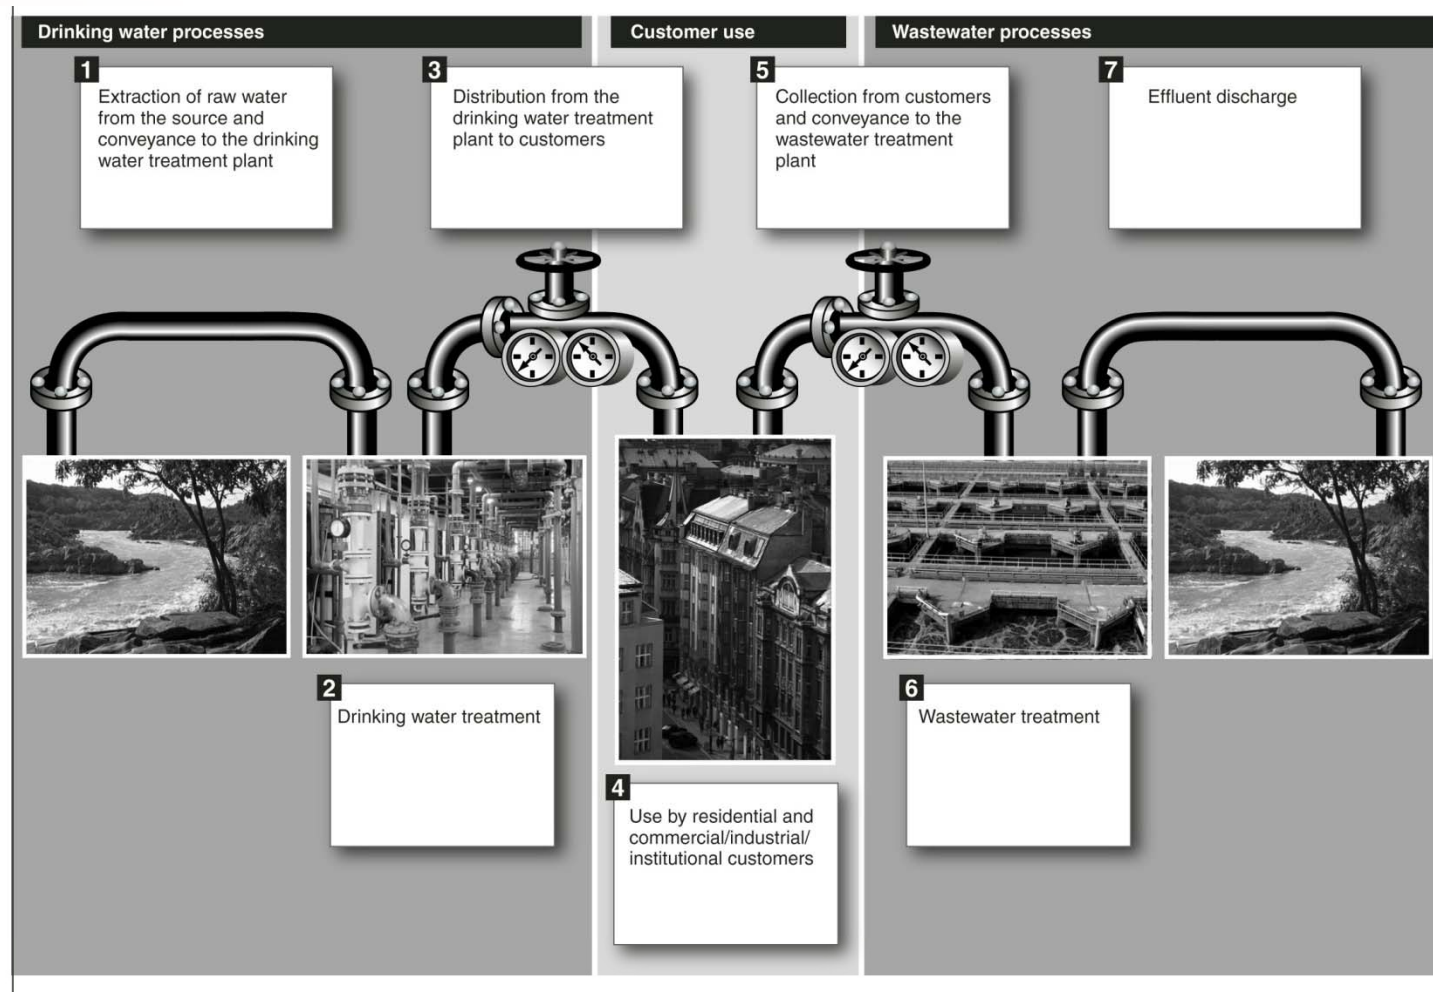 Drinking water processes
Customer use
Wastewater processes
1
Extraction of raw water
from the source and
conveyance to the drinking
water treatment plant
3
Distribution from the
drinking water treatment
plant to customers
5
Collection from customers
and conveyance to the
wastewater treatment
plant
7
Effluent discharge
2
Drinking water treatment
6
Wastewater treatment
4
Use by residential and
commercial/industrial/
institutional customers